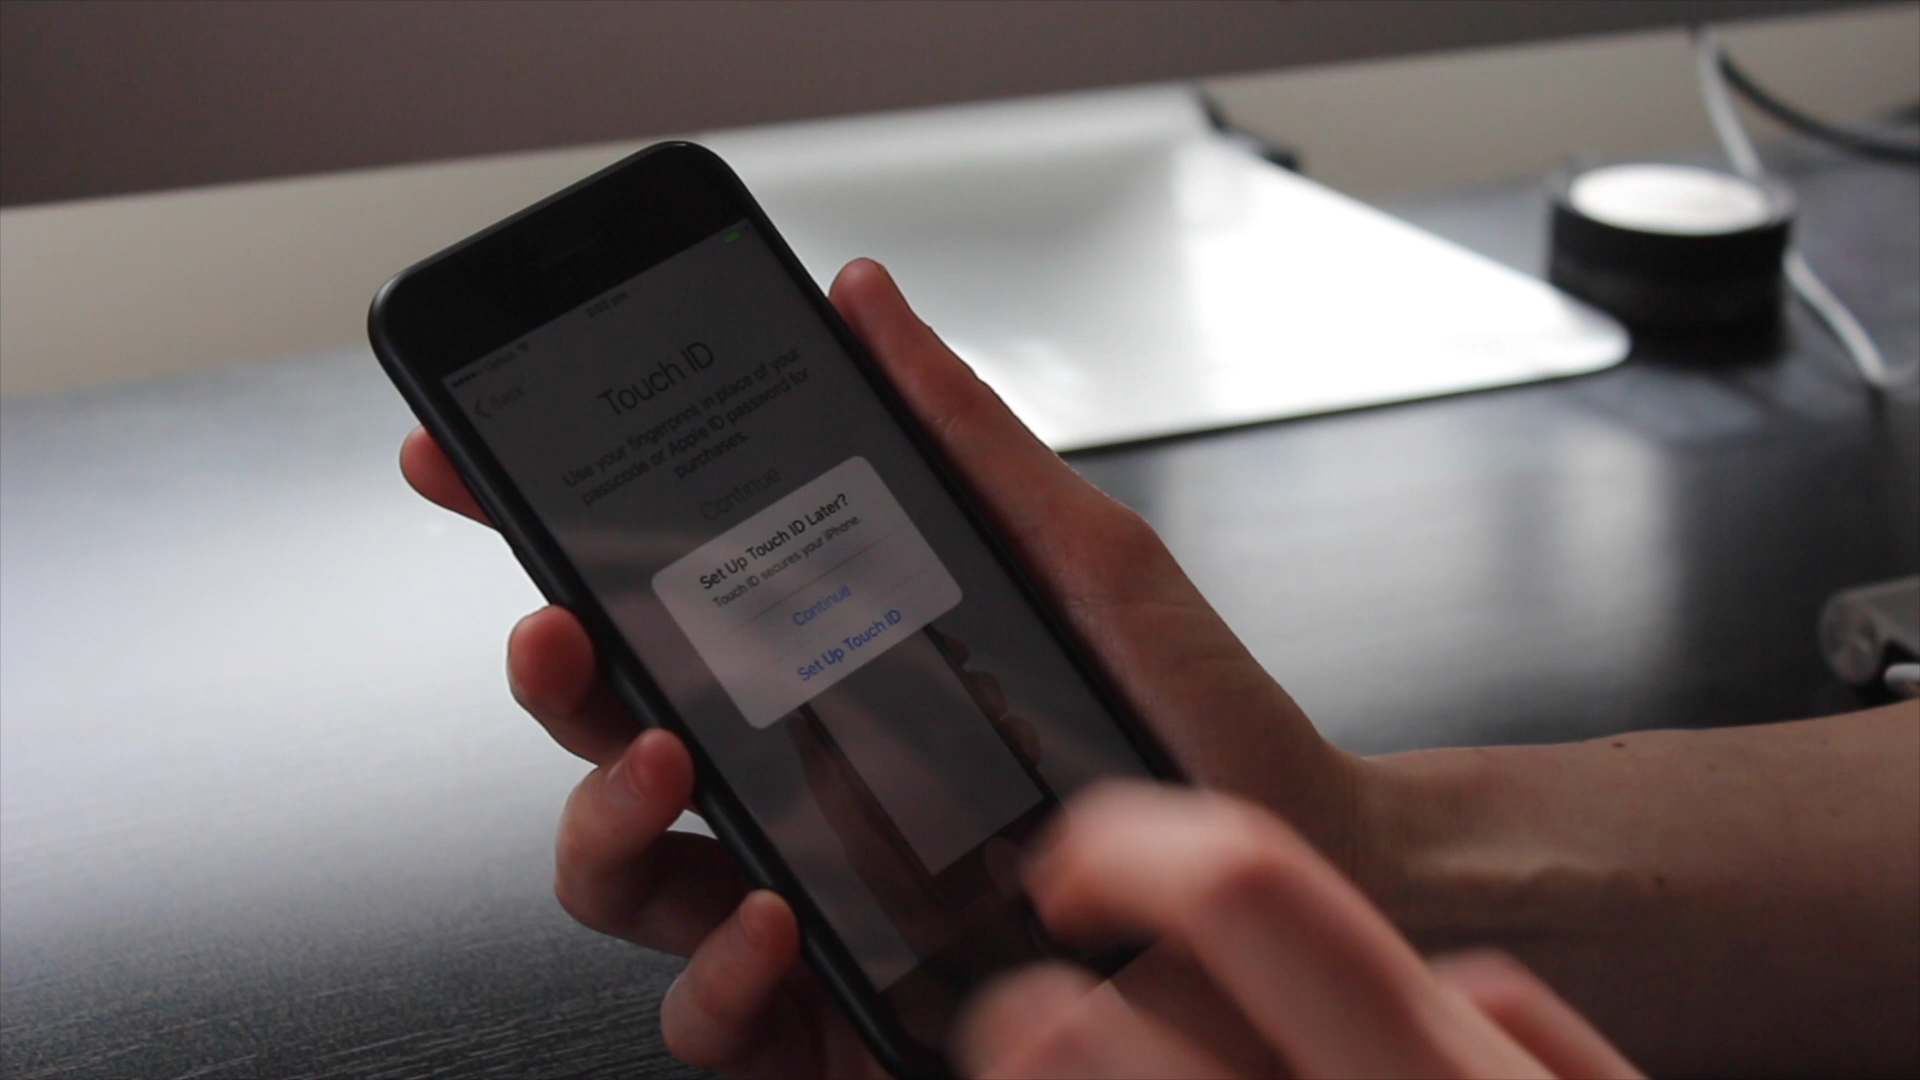 Back
Touch ID
Use your fingerprint in place of your
passcode or Apple ID password for
purchases.
Continue
Set Up Touch ID Later?
Touch ID secures your iPhone.
Continue
Set Up Touch ID